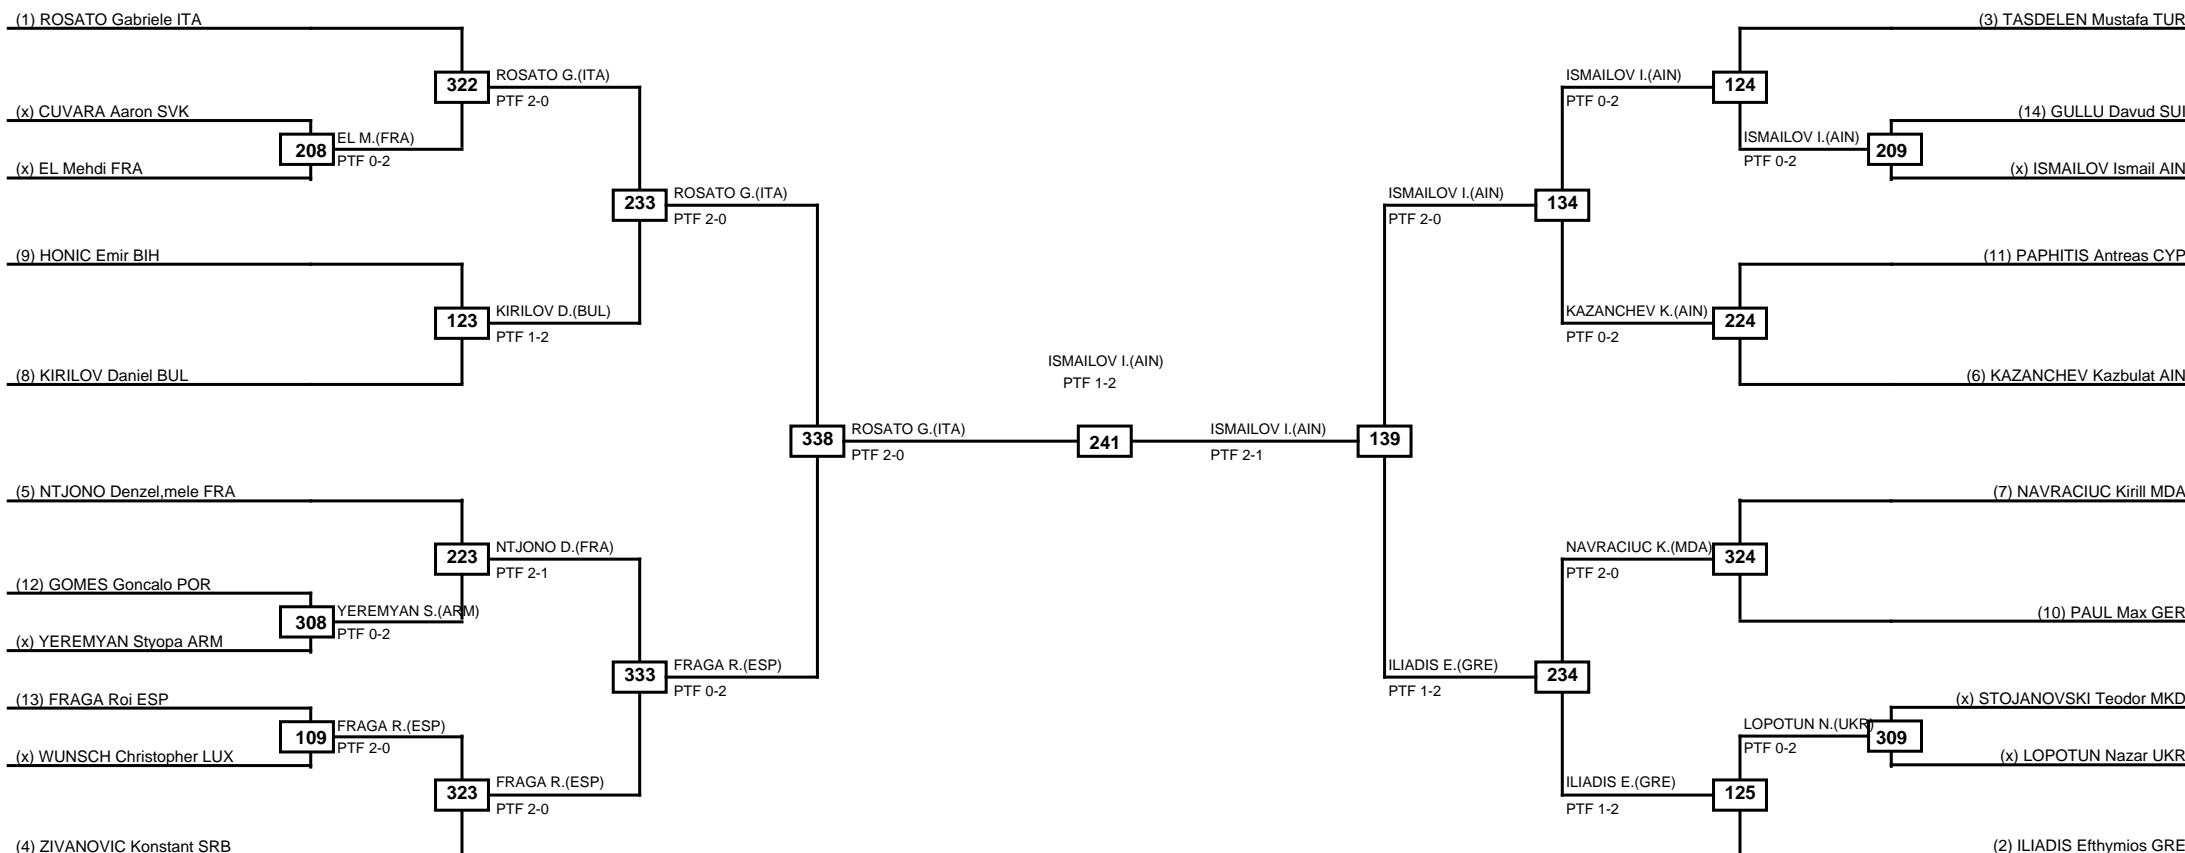 (1) ROSATO Gabriele ITA
(x) CUVARA Aaron SVK
(x) EL Mehdi FRA
(9) HONIC Emir BIH
(8) KIRILOV Daniel BUL
(5) NTJONO Denzel,mele FRA
(12) GOMES Goncalo POR
(x) YEREMYAN Styopa ARM
(13) FRAGA Roi ESP
(x) WUNSCH Christopher LUX
(4) ZIVANOVIC Konstant SRB
208
EL M.(FRA)
PTF 0-2
308
YEREMYAN S.(ARM)
PTF 0-2
109
FRAGA R.(ESP)
PTF 2-0
322
ROSATO G.(ITA)
PTF 2-0
123
KIRILOV D.(BUL)
PTF 1-2
223
NTJONO D.(FRA)
PTF 2-1
323
FRAGA R.(ESP)
PTF 2-0
233
ROSATO G.(ITA)
PTF 2-0
333
FRAGA R.(ESP)
PTF 0-2
338
ROSATO G.(ITA)
PTF 2-0
ISMAILOV I.(AIN)
PTF 1-2
241
ISMAILOV I.(AIN)
PTF 2-1
139
ISMAILOV I.(AIN)
PTF 2-0
134
ILIADIS E.(GRE)
PTF 1-2
234
ISMAILOV I.(AIN)
PTF 0-2
124
KAZANCHEV K.(AIN)
PTF 0-2
224
NAVRACIUC K.(MDA)
PTF 2-0
324
ILIADIS E.(GRE)
PTF 1-2
125
ISMAILOV I.(AIN)
PTF 0-2
209
LOPOTUN N.(UKR)
PTF 0-2
309
(3) TASDELEN Mustafa TUR
(14) GULLU Davud SUI
(x) ISMAILOV Ismail AIN
(11) PAPHITIS Antreas CYP
(6) KAZANCHEV Kazbulat AIN
(7) NAVRACIUC Kirill MDA
(10) PAUL Max GER
(x) STOJANOVSKI Teodor MKD
(x) LOPOTUN Nazar UKR
(2) ILIADIS Efthymios GRE